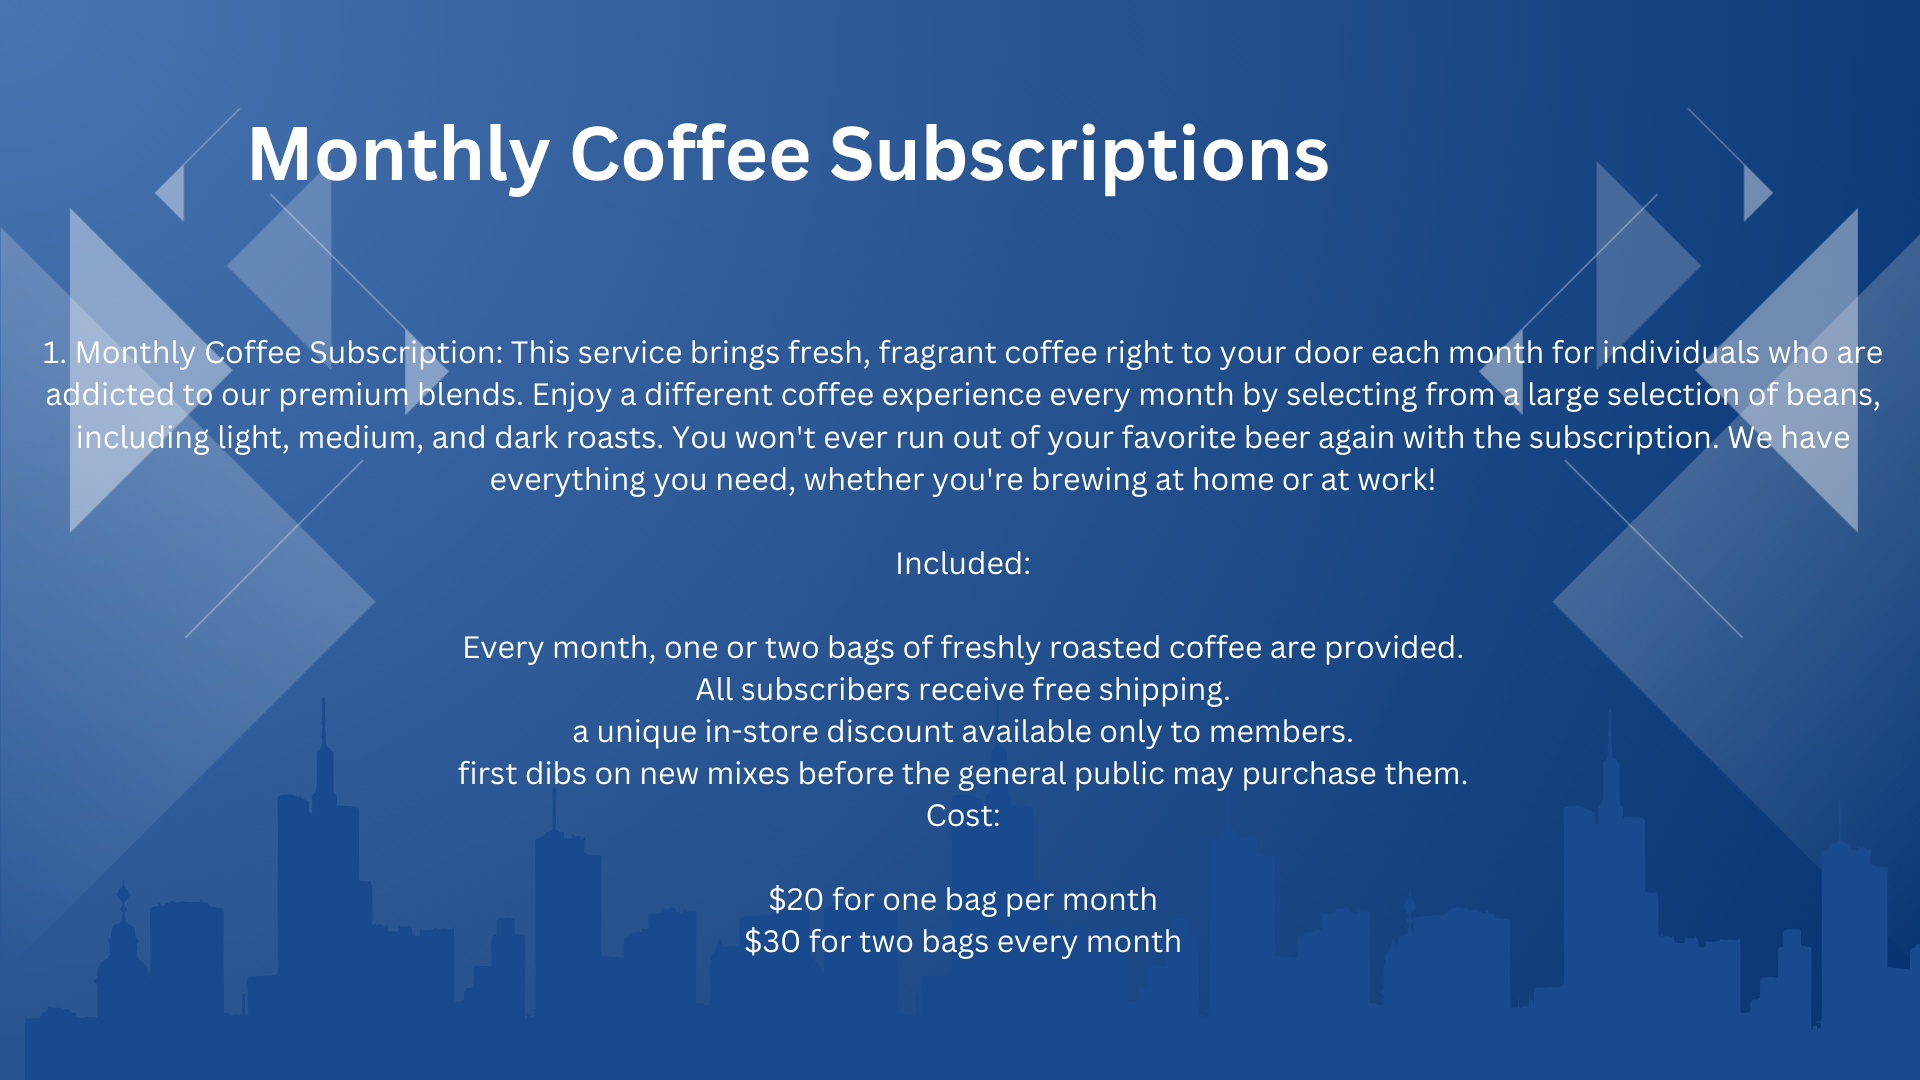 Monthly Coffee Subscriptions
1. Monthly Coffee Subscription: This service brings fresh, fragrant coffee right to your door each month for individuals who are
addicted to our premium blends. Enjoy a different coffee experience every month by selecting from a large selection of beans,
including light, medium, and dark roasts. You won't ever run out of your favorite beer again with the subscription. We have
everything you need, whether you're brewing at home or at work!
Included:
Every month, one or two bags of freshly roasted coffee are provided.
All subscribers receive free shipping.
a unique in-store discount available only to members.
first dibs on new mixes before the general public may purchase them.
Cost:
$20 for one bag per month
$30 for two bags every month